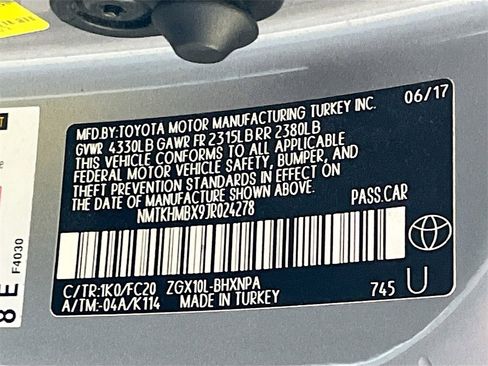 06/17
MFD.BY:TOYOTA MOTOR MANUFACTURING TURKEY INC.
GVWR 4330LB GAWR FR 2315LB RR 2380LB
THIS VEHICLE CONFORMS TO ALL APPLICABLE
FEDERAL MOTOR VEHICLE SAFETY, BUMPER, AND
THEFT PREVENTION STANDARDS IN EFFECT ON
THE DATE OF MANUFACTURE SHOWN ABOVE.
NMTKHMBX9JR024278 PASS.CAR
C/TR:1K0/FC20 ZGX10L-BHXNPA
A/TM:-04A/K114 MADE IN TURKEY 745 U
8 E F4030